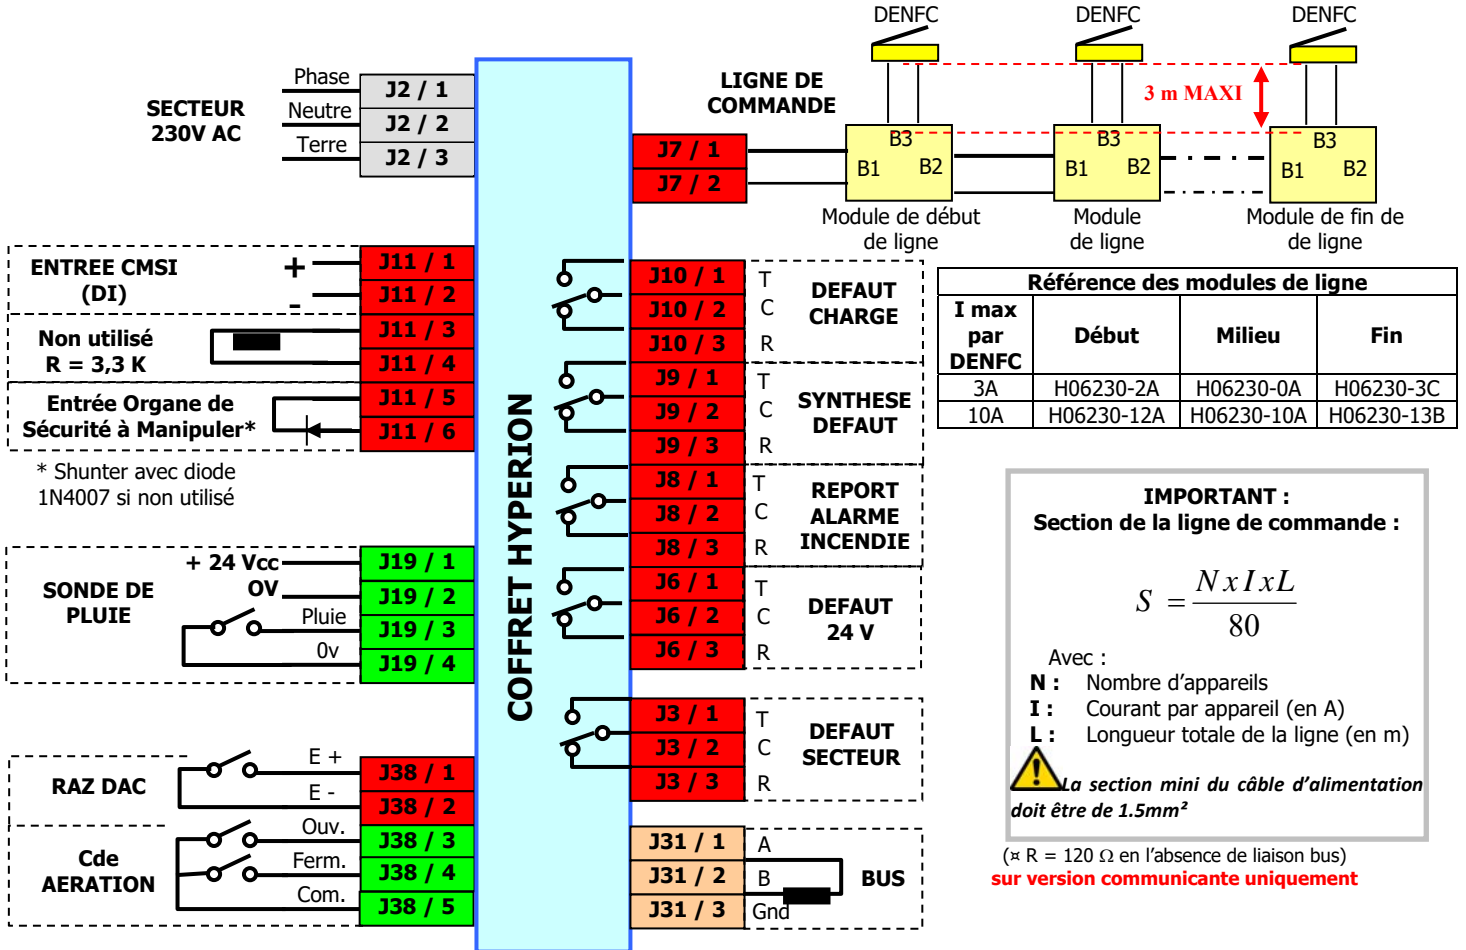 SECTEUR
230V AC
Phase
Neutre
Terre
J2 / 1
J2 / 2
J2 / 3
ENTREE CMSI
(DI)
+
-
Non utilisé
R = 3,3 K
Entrée Organe de
Sécurité à Manipuler*
J11 / 1
J11 / 2
J11 / 3
J11 / 4
J11 / 5
J11 / 6
* Shunter avec diode
1N4007 si non utilisé
SONDE DE
PLUIE
+ 24 Vcc
OV
Pluie
0v
J19 / 1
J19 / 2
J19 / 3
J19 / 4
RAZ DAC
E +
E -
Cde
AERATION
Ouv.
Ferm.
Com.
J38 / 1
J38 / 2
J38 / 3
J38 / 4
J38 / 5
COFFRET HYPERION
LIGNE DE
COMMANDE
J7 / 1
J7 / 2
DENFC
DENFC
DENFC
3 m MAXI
B3
B1
B2
B3
B1
B2
B3
B1
B2
Module de début
de ligne
Module
de ligne
Module de fin de
de ligne
J10 / 1
J10 / 2
J10 / 3
T
C
R
DEFAUT
CHARGE
J9 / 1
J9 / 2
J9 / 3
T
C
R
SYNTHESE
DEFAUT
J8 / 1
J8 / 2
J8 / 3
T
C
R
REPORT
ALARME
INCENDIE
J6 / 1
J6 / 2
J6 / 3
T
C
R
DEFAUT
24 V
J3 / 1
J3 / 2
J3 / 3
T
C
R
DEFAUT
SECTEUR
J31 / 1
J31 / 2
J31 / 3
A
B
Gnd
BUS
Référence des modules de ligne
I max
par
DENFC
Début
Milieu
Fin
3A H06230-2A H06230-0A H06230-3C
10A H06230-12A H06230-10A H06230-13B
IMPORTANT :
Section de la ligne de commande :
S = NxIxL / 80
Avec :
N : Nombre d'appareils
I : Courant par appareil (en A)
L : Longueur totale de la ligne (en m)
La section mini du câble d'alimentation
doit être de 1.5mm²
(¤ R = 120 Ω en l'absence de liaison bus)
sur version communicante uniquement